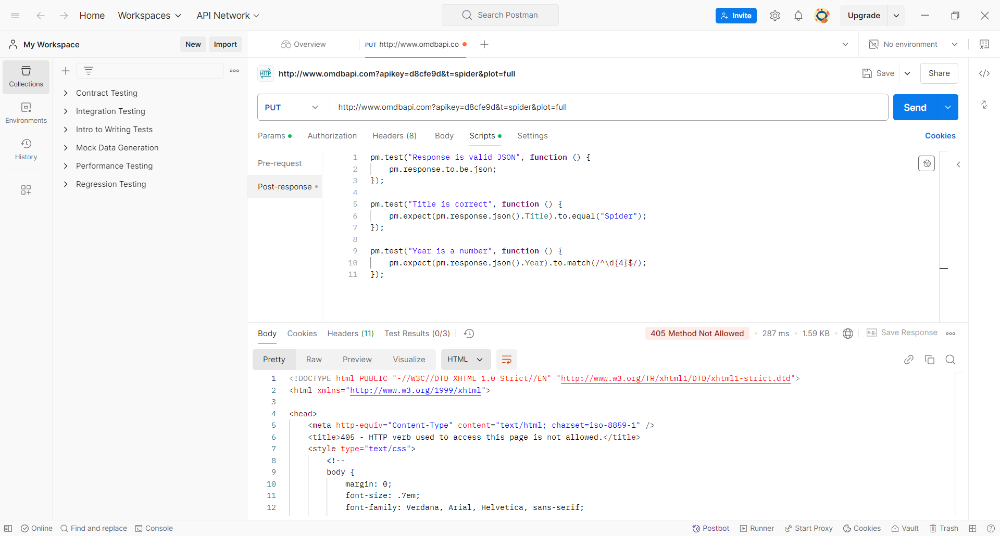 Home Workspaces API Network Search Postman Invite Upgrade
My Workspace New Import Overview PUT http://www.omdbapi.co No environment
HTTP http://www.omdbapi.com?apikey=d8cfe9d&t=spider&plot=full Save Share
Collections
Environments
History
Contract Testing
Integration Testing
Intro to Writing Tests
Mock Data Generation
Performance Testing
Regression Testing
PUT http://www.omdbapi.com?apikey=d8cfe9d&t=spider&plot=full Send
Params Authorization Headers (8) Body Scripts Settings Cookies
Pre-request
Post-response
1 pm.test("Response is valid JSON", function () {
2 pm.response.to.be.json;
3 });
4
5 pm.test("Title is correct", function () {
6 pm.expect(pm.response.json().Title).to.equal("Spider");
7 });
8
9 pm.test("Year is a number", function () {
10 pm.expect(pm.response.json().Year).to.match(/^\d{4}$/);
11 });
Body Cookies Headers (11) Test Results (0/3) 405 Method Not Allowed 287 ms 1.59 KB e.g. Save Response
Pretty Raw Preview Visualize HTML
1 <!DOCTYPE html PUBLIC "-//W3C//DTD XHTML 1.0 Strict//EN" "http://www.w3.org/TR/xhtml1/DTD/xhtml1-strict.dtd">
2 <html xmlns="http://www.w3.org/1999/xhtml">
3
4 <head>
5 <meta http-equiv="Content-Type" content="text/html; charset=iso-8859-1" />
6 <title>405 - HTTP verb used to access this page is not allowed.</title>
7 <style type="text/css">
8 <!--
9 body {
10 margin: 0;
11 font-size: .7em;
12 font-family: Verdana, Arial, Helvetica, sans-serif;
Online Find and replace Console Postbot Runner Start Proxy Cookies Vault Trash